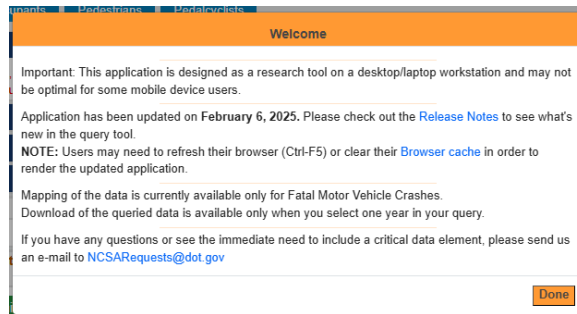 Pedestrians Pedalcyclists
Welcome
Important: This application is designed as a research tool on a desktop/laptop workstation and may not
be optimal for some mobile device users.
Application has been updated on February 6, 2025. Please check out the Release Notes to see what's
new in the query tool.
NOTE: Users may need to refresh their browser (Ctrl-F5) or clear their Browser cache in order to
render the updated application.
Mapping of the data is currently available only for Fatal Motor Vehicle Crashes.
Download of the queried data is available only when you select one year in your query.
If you have any questions or see the immediate need to include a critical data element, please send us
an e-mail to NCSARequests@dot.gov
Done